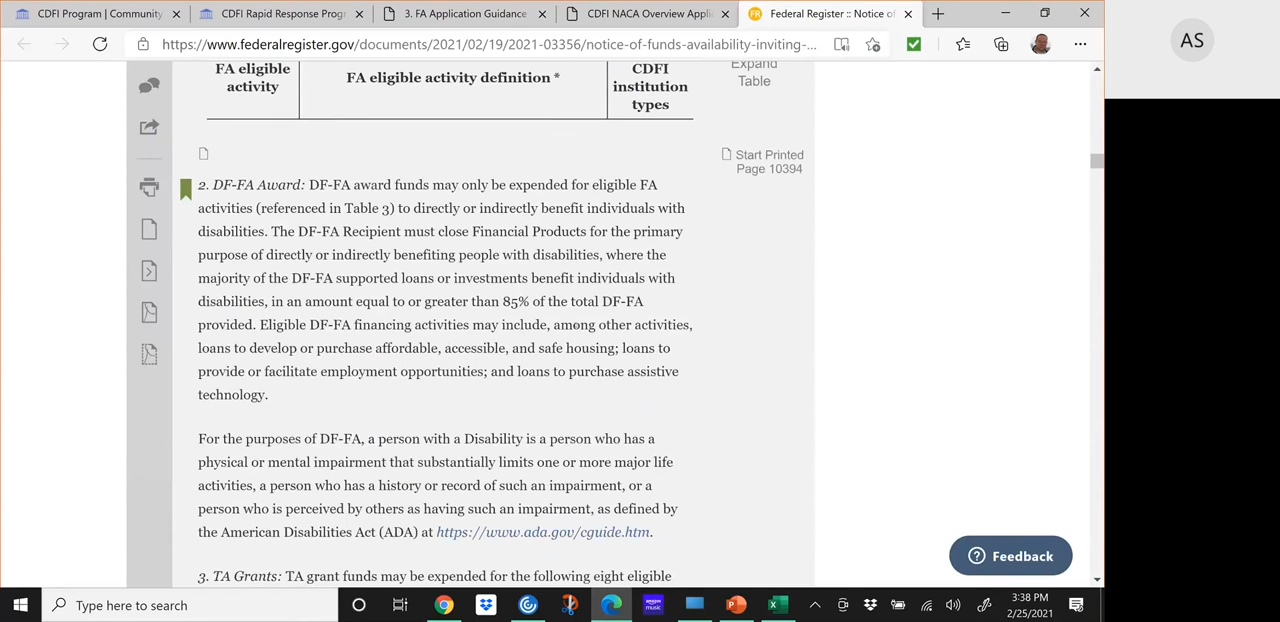 CDFI Program | Community
CDFI Rapid Response Prog
3. FA Application Guidance
CDFI NACA Overview Appli
Federal Register :: Notice of
https://www.federalregister.gov/documents/2021/02/19/2021-03356/notice-of-funds-availability-inviting-...
AS
FA eligible
activity
FA eligible activity definition *
CDFI
institution
types
Expand
Table
Start Printed
Page 10394
2. DF-FA Award: DF-FA award funds may only be expended for eligible FA
activities (referenced in Table 3) to directly or indirectly benefit individuals with
disabilities. The DF-FA Recipient must close Financial Products for the primary
purpose of directly or indirectly benefiting people with disabilities, where the
majority of the DF-FA supported loans or investments benefit individuals with
disabilities, in an amount equal to or greater than 85% of the total DF-FA
provided. Eligible DF-FA financing activities may include, among other activities,
loans to develop or purchase affordable, accessible, and safe housing; loans to
provide or facilitate employment opportunities; and loans to purchase assistive
technology.
For the purposes of DF-FA, a person with a Disability is a person who has a
physical or mental impairment that substantially limits one or more major life
activities, a person who has a history or record of such an impairment, or a
person who is perceived by others as having such an impairment, as defined by
the American Disabilities Act (ADA) at https://www.ada.gov/cguide.htm.
3. TA Grants: TA grant funds may be expended for the following eight eligible
Feedback
Type here to search
amazon
music
3:38 PM
2/25/2021